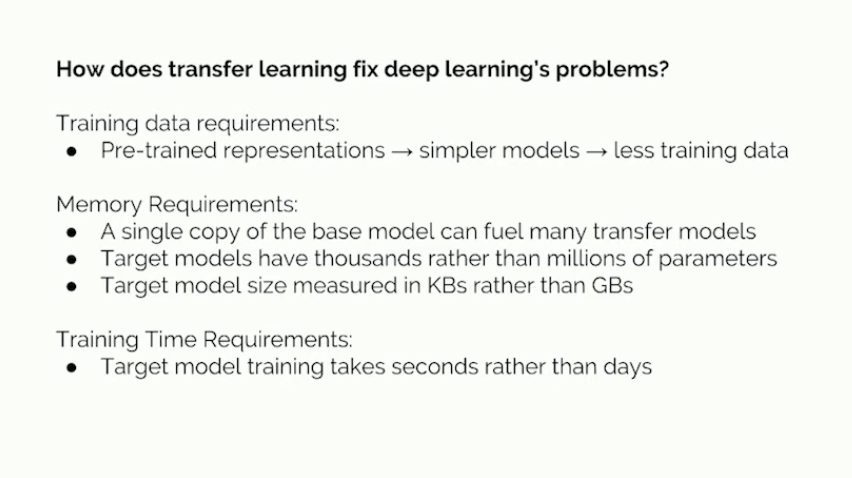 How does transfer learning fix deep learning's problems?
Training data requirements:
● Pre-trained representations → simpler models → less training data
Memory Requirements:
● A single copy of the base model can fuel many transfer models
● Target models have thousands rather than millions of parameters
● Target model size measured in KBs rather than GBs
Training Time Requirements:
● Target model training takes seconds rather than days